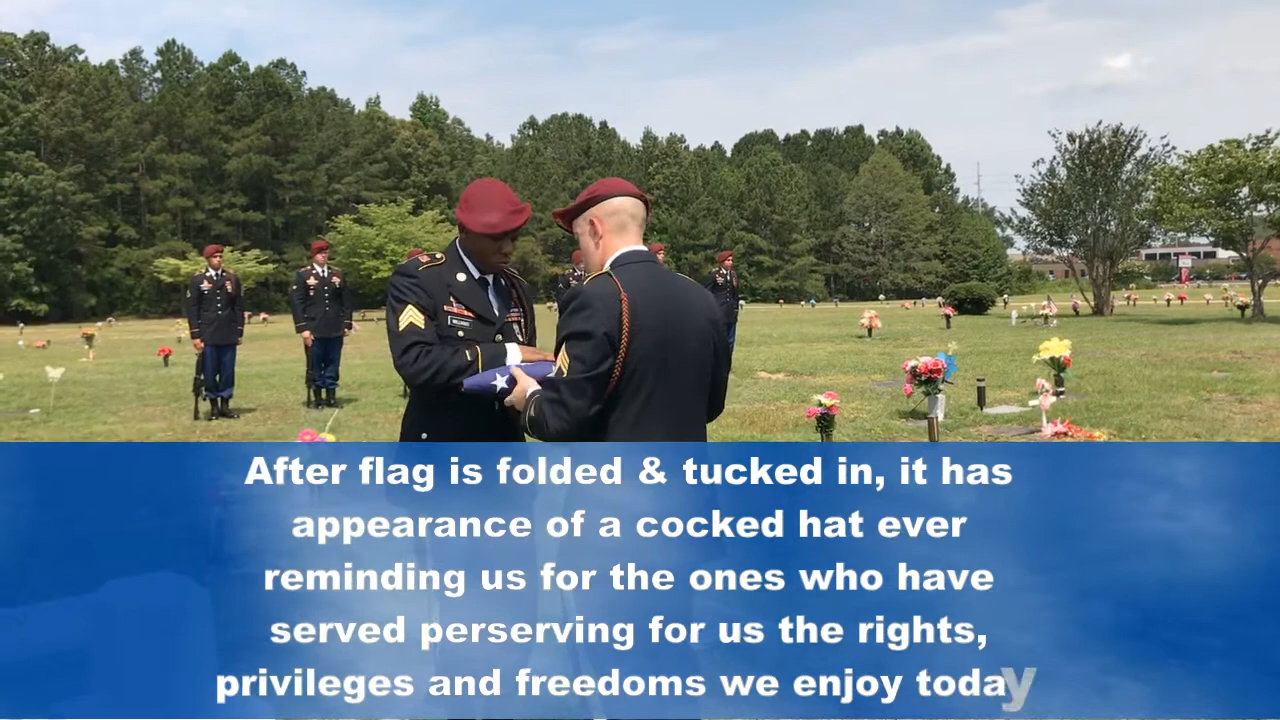 After flag is folded & tucked in, it has
appearance of a cocked hat ever
reminding us for the ones who have
served perserving for us the rights,
privileges and freedoms we enjoy today